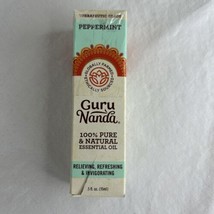 PEPPERMINT
Guru
Nanda
100% PURE
& NATURAL
ESSENTIAL OIL
RELIEVING, REFRESHING
& INVIGORATING